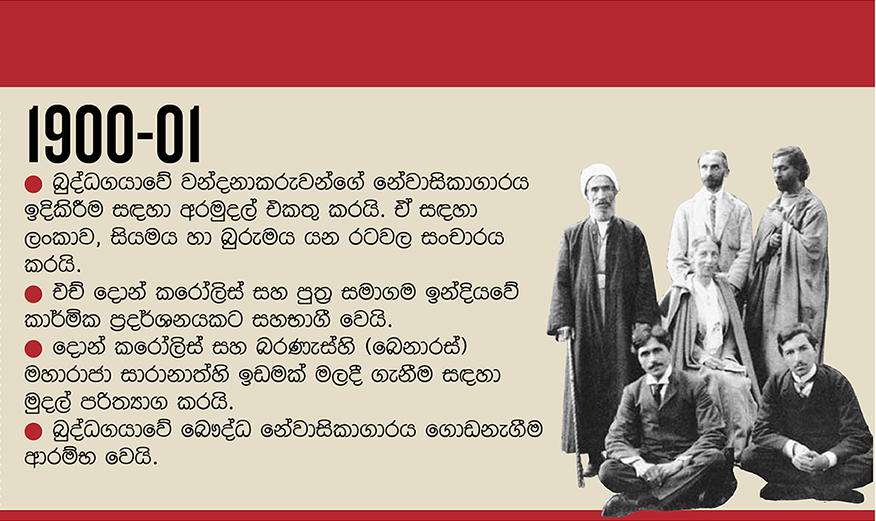 1900-01
● බුද්ධගයාවේ වන්දනාකරුවන්ගේ නේවාසිකාගාරය
ඉදිකිරීම සඳහා අරමුදල් එකතු කරයි. ඒ සඳහා
ලංකාව, සියමය හා බුරුමය යන රටවල සංචාරය
කරයි.
● එච් දොන් කරෝලිස් සහ පුත්‍ර සමාගම ඉන්දියවේ
කාර්මික ප්‍රදර්ශනයකට සහභාගී වෙයි.
● දොන් කරෝලිස් සහ බරණැස්හි (බෙනාරස්)
මහාරාජා සාරානාත්හි ඉඩමක් මලදී ගැනීම සඳහා
මුදල් පරිත්‍යාග කරයි.
● බුද්ධගයාවේ බෞද්ධ නේවාසිකාගාරය ගොඩනැගීම
ආරම්භ වෙයි.